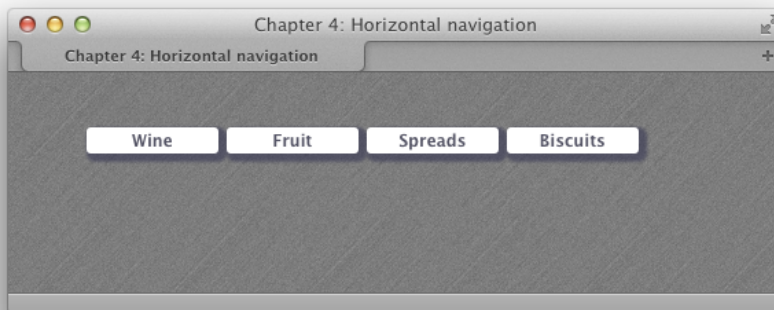 Chapter 4: Horizontal navigation
Chapter 4: Horizontal navigation
Wine Fruit Spreads Biscuits